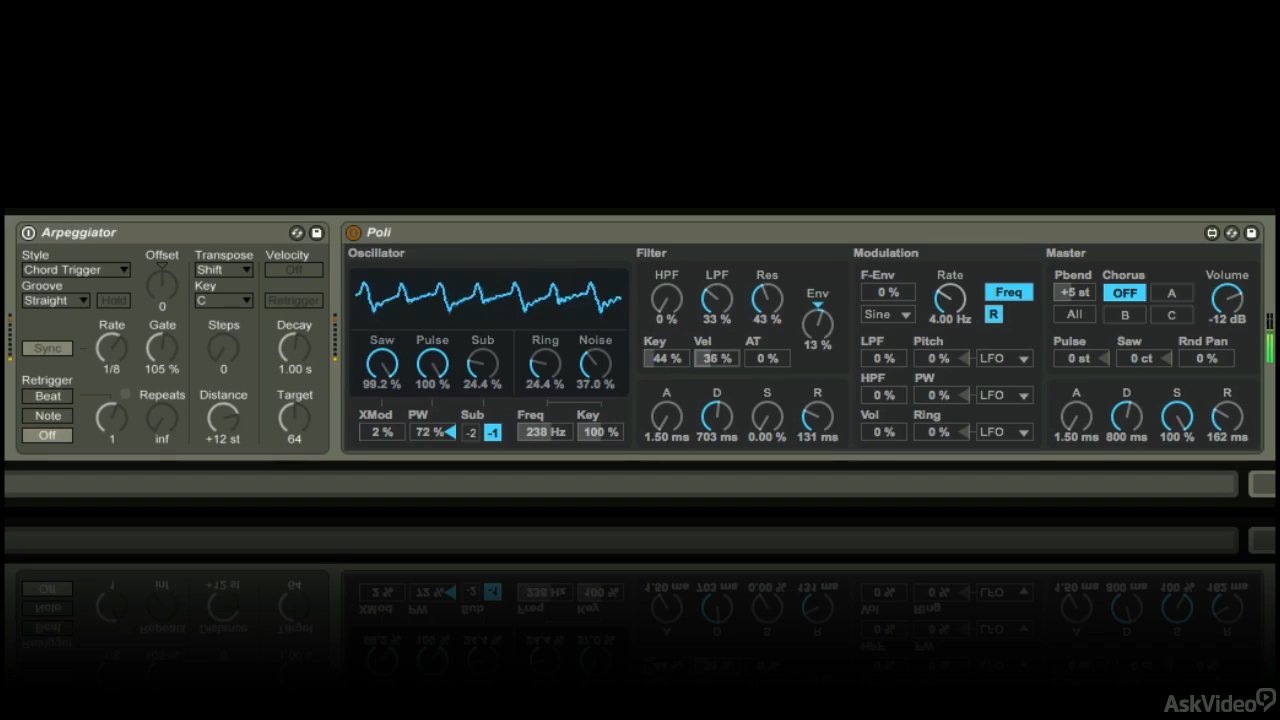 Arpeggiator
Style
Chord Trigger
Groove
Straight
Hold
Offset
0
Transpose
Shift
Key
C
Velocity
Off
Retrigger
Sync
Rate
1/8
Gate
105 %
Steps
0
Decay
1.00 s
Retrigger
Beat
Note
Off
1
Repeats
inf
Distance
+12 st
Target
64
Poli
Oscillator
Saw Pulse Sub Ring Noise
99.2 % 100 % 24.4 % 24.4 % 37.0 %
XMod PW Sub Freq Key
2 % 72 % -2 -1 238 Hz 100 %
Filter
HPF LPF Res
0 % 33 % 43 %
Env
13 %
Key Vel AT
44 % 36 % 0 %
A D S R
1.50 ms 703 ms 0.00 % 131 ms
Modulation
F-Env Rate
0 % Freq
Sine 4.00 Hz R
LPF Pitch
0 % 0 % LFO
HPF PW
0 % 0 % LFO
Vol Ring
0 % 0 % LFO
Master
Pbend Chorus Volume
+5 st OFF A
All B C -12 dB
Pulse Saw Rnd Pan
0 st 0 ct 0 %
A D S R
1.50 ms 800 ms 100 % 162 ms
AskVideo